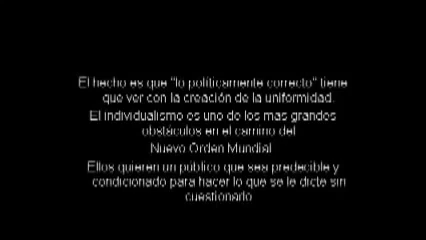 El hecho es que "lo políticamente correcto" tiene
que ver con la creación de la uniformidad.
El individualismo es uno de los mas grandes
obstáculos en el camino del
Nuevo Orden Mundial
Ellos quieren un público que sea predecible y
condicionado para hacer lo que se le dicte sin
cuestionarlo